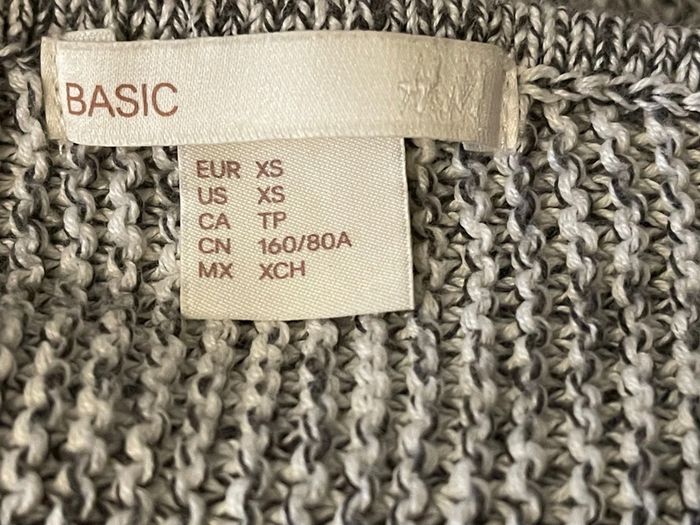 BASIC
EUR XS
US XS
CA TP
CN 160/80A
MX XCH